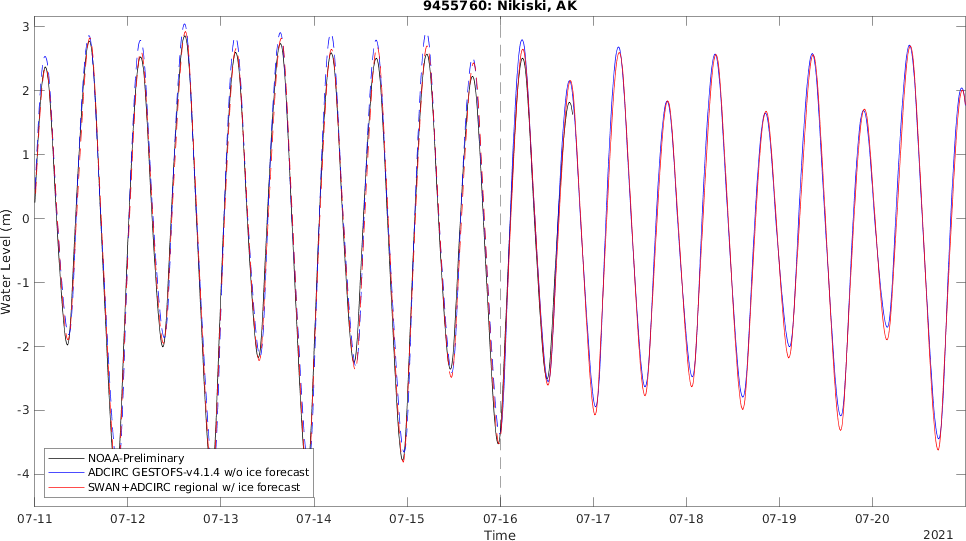 9455760: Nikiski, AK
3
2
1
0
-1
-2
-3
-4
Water Level (m)
NOAA-Preliminary
ADCIRC GESTOFS-v4.1.4 w/o ice forecast
SWAN+ADCIRC regional w/ ice forecast
07-11 07-12 07-13 07-14 07-15 07-16 07-17 07-18 07-19 07-20
Time
2021